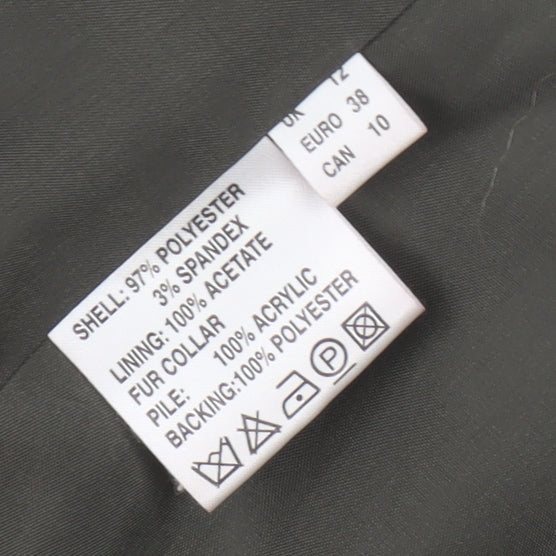 UK 12
EURO 38
CAN 10
SHELL: 97% POLYESTER
3% SPANDEX
LINING: 100% ACETATE
FUR COLLAR
PILE: 100% ACRYLIC
BACKING:100% POLYESTER
P